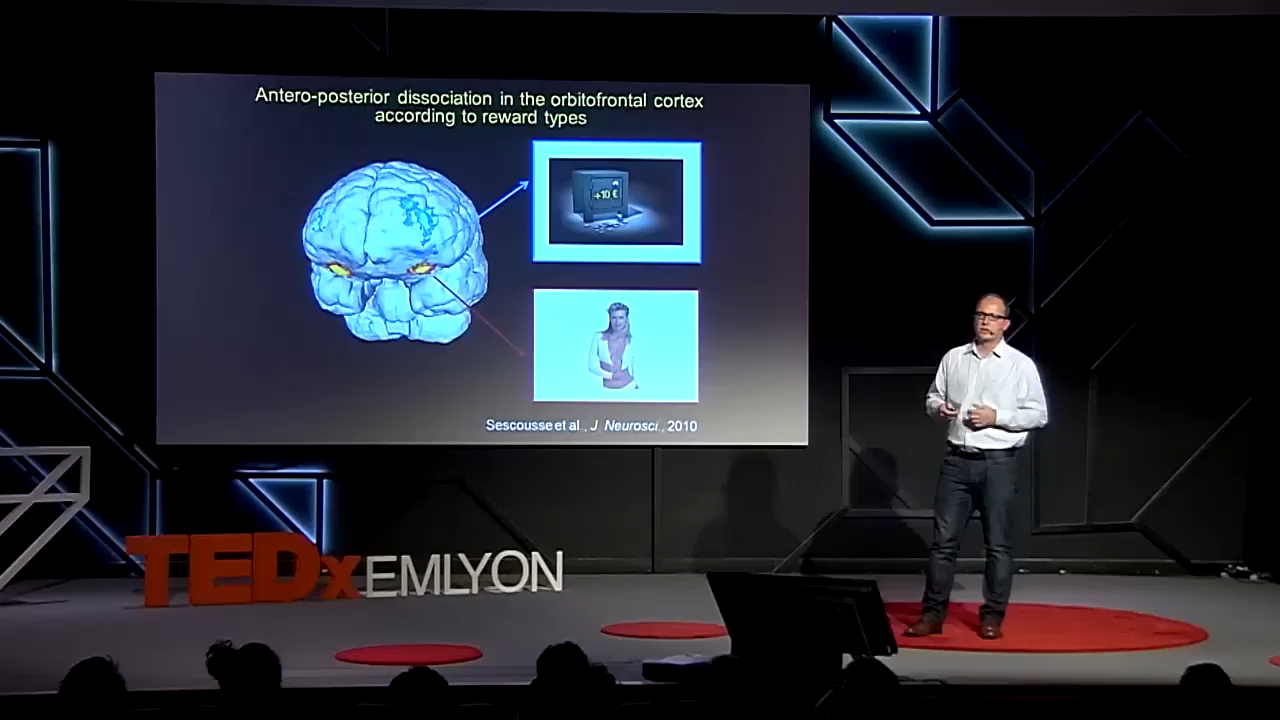 Antero-posterior dissociation in the orbitofrontal cortex
according to reward types
+10 €
Sescousse et al., J. Neurosci., 2010
TEDxEMLYON